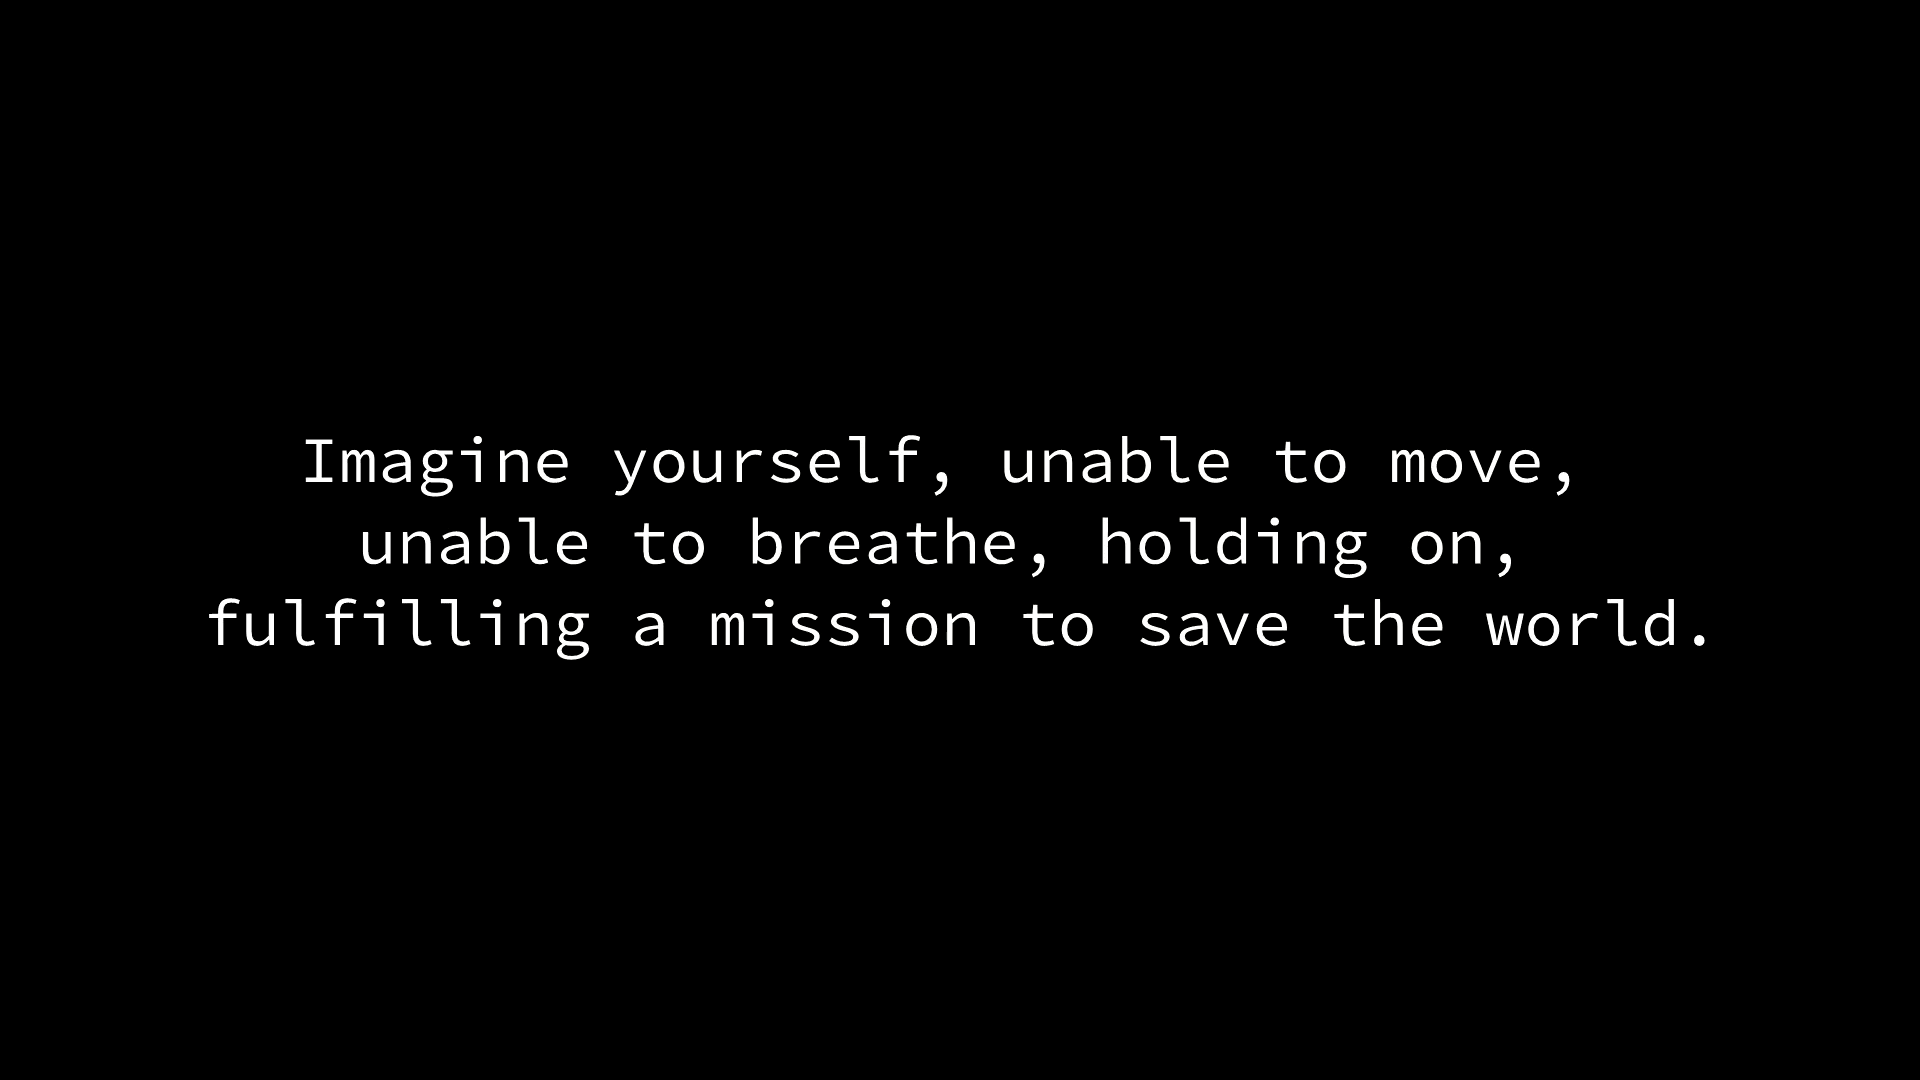 Imagine yourself, unable to move,
unable to breathe, holding on,
fulfilling a mission to save the world.